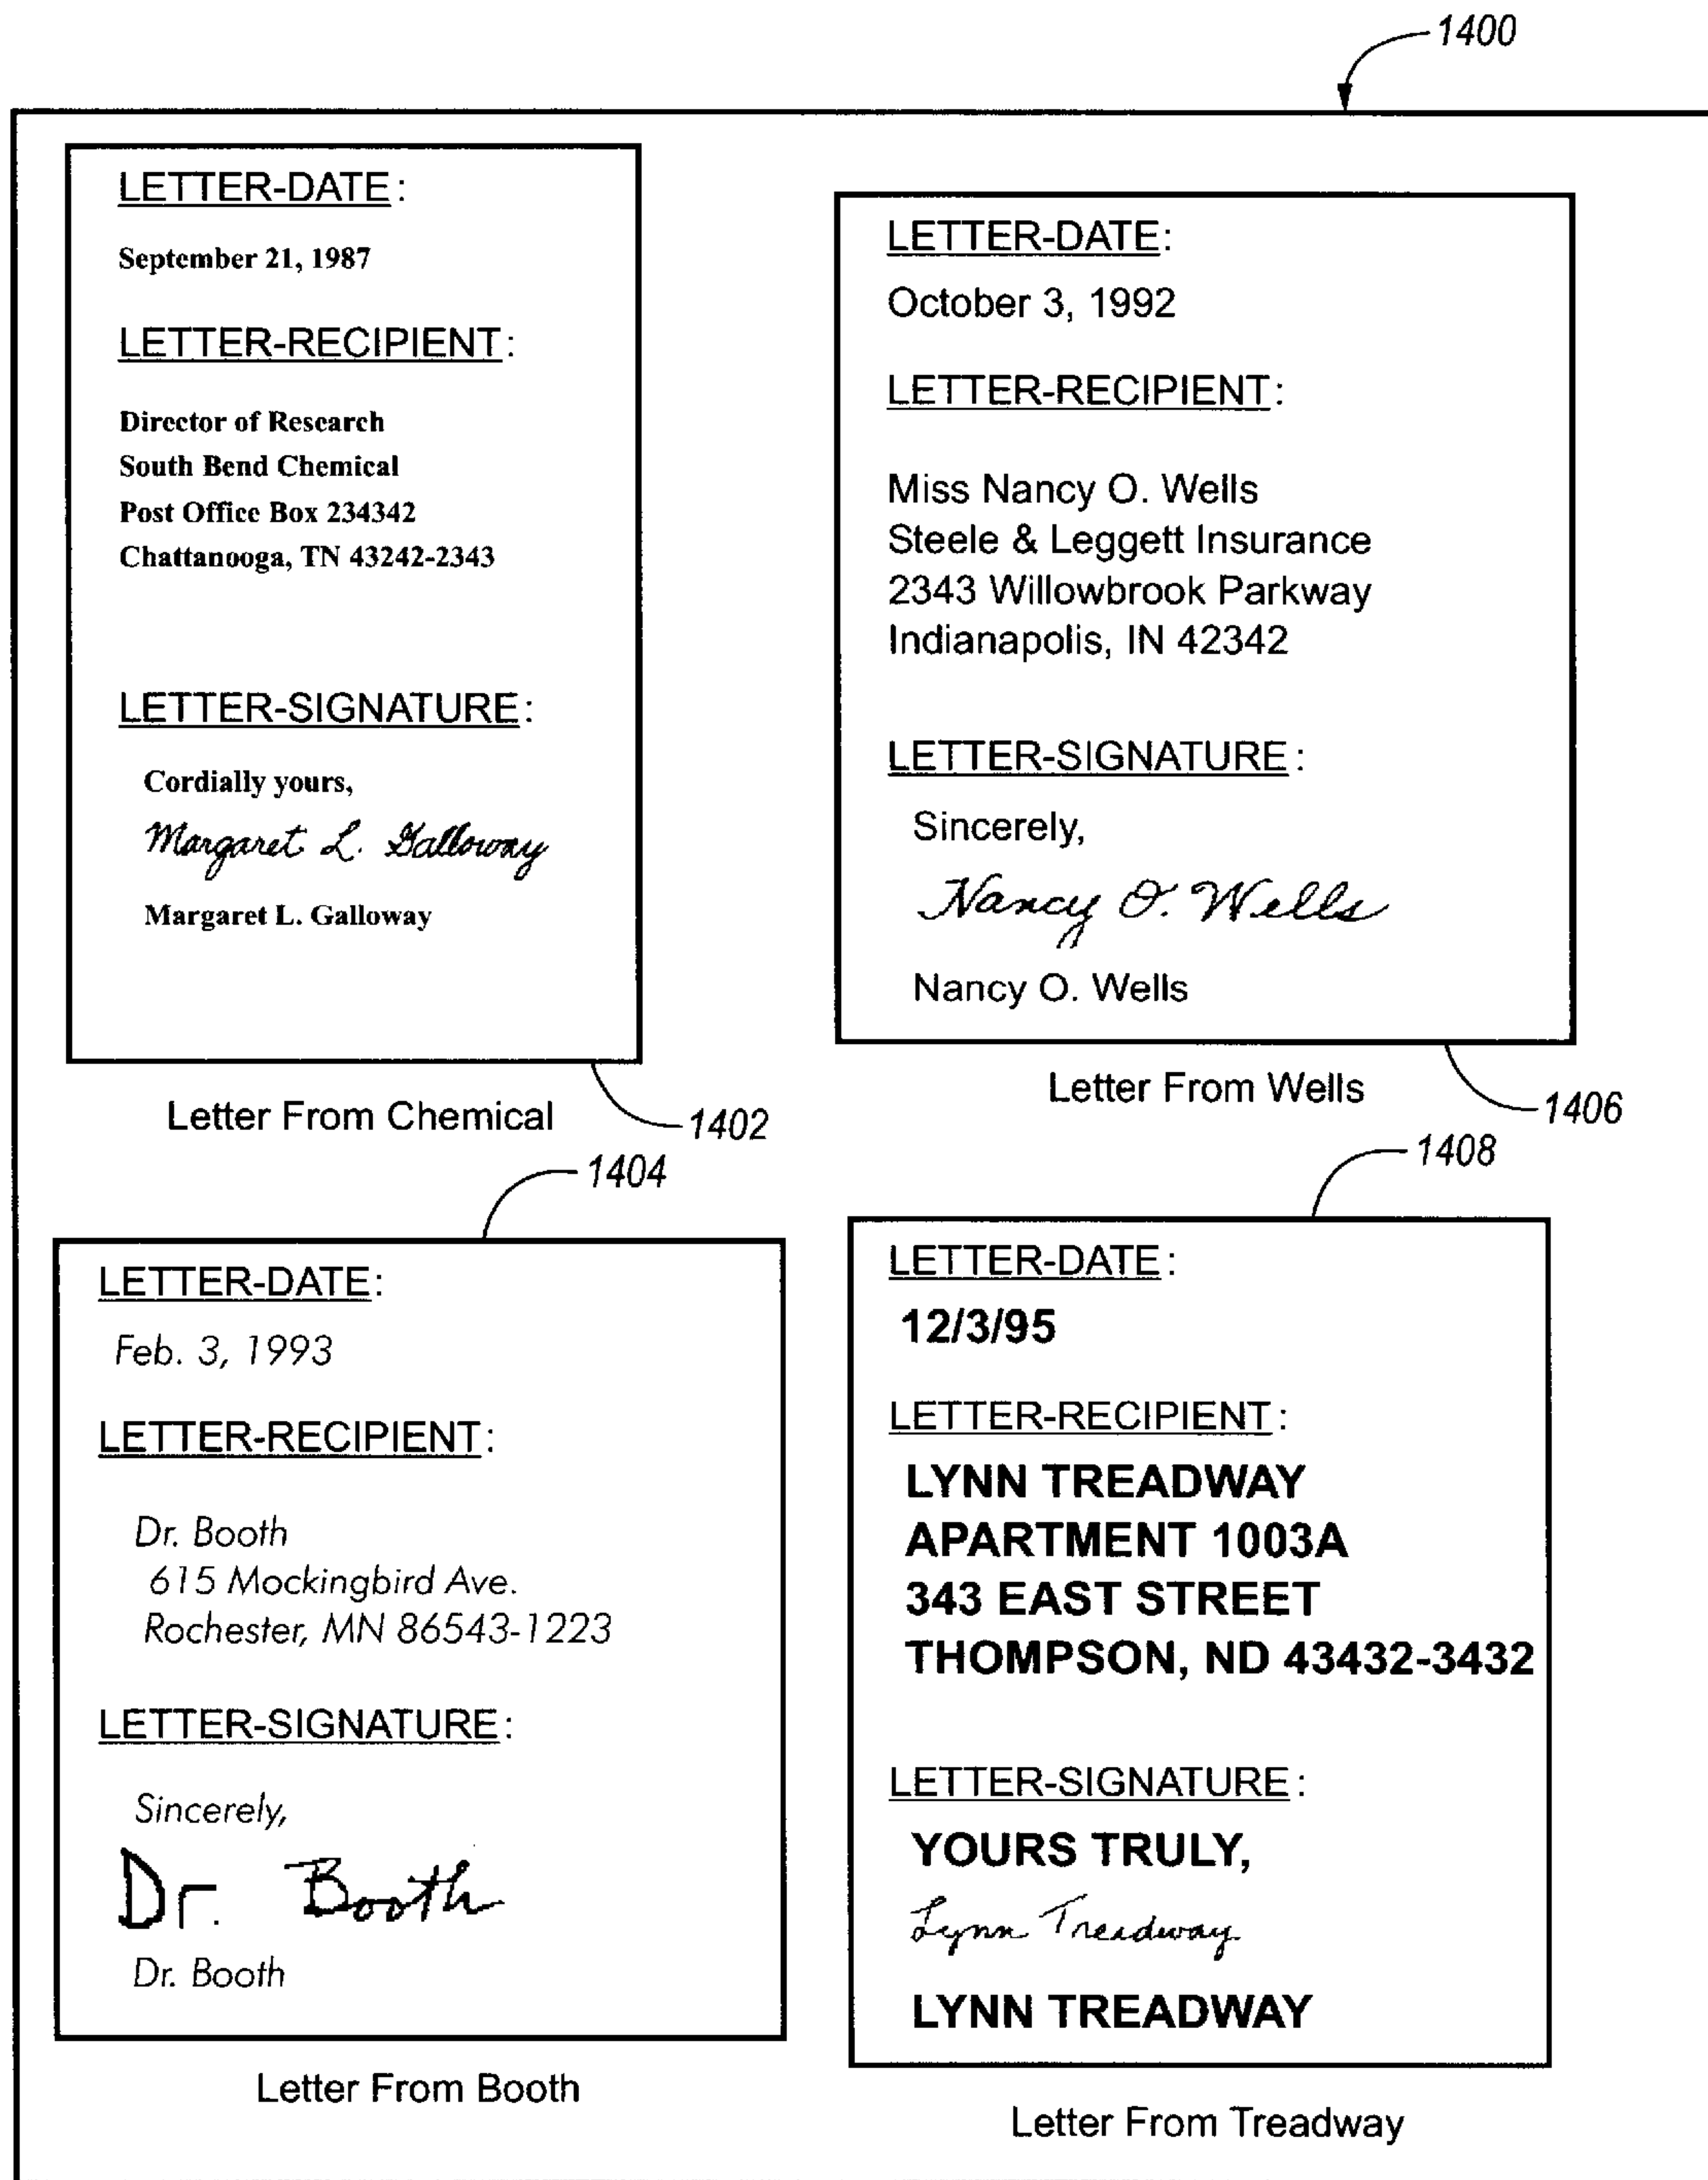 1400
LETTER-DATE:
September 21, 1987
LETTER-RECIPIENT:
Director of Research
South Bend Chemical
Post Office Box 234342
Chattanooga, TN 43242-2343
LETTER-SIGNATURE:
Cordially yours,
Margaret L. Galloway
Margaret L. Galloway
Letter From Chemical
1402
LETTER-DATE:
October 3, 1992
LETTER-RECIPIENT:
Miss Nancy O. Wells
Steele & Leggett Insurance
2343 Willowbrook Parkway
Indianapolis, IN 42342
LETTER-SIGNATURE:
Sincerely,
Nancy O. Wells
Nancy O. Wells
Letter From Wells
1406
1404
LETTER-DATE:
Feb. 3, 1993
LETTER-RECIPIENT:
Dr. Booth
615 Mockingbird Ave.
Rochester, MN 86543-1223
LETTER-SIGNATURE:
Sincerely,
Dr. Booth
Dr. Booth
Letter From Booth
1408
LETTER-DATE:
12/3/95
LETTER-RECIPIENT:
LYNN TREADWAY
APARTMENT 1003A
343 EAST STREET
THOMPSON, ND 43432-3432
LETTER-SIGNATURE:
YOURS TRULY,
Lynn Treadway
LYNN TREADWAY
Letter From Treadway